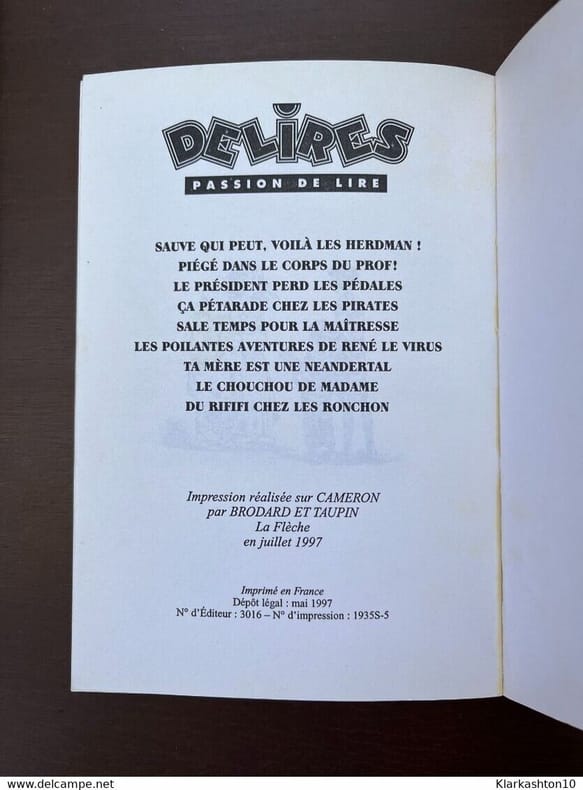 DELIRES
PASSION DE LIRE
SAUVE QUI PEUT, VOILÀ LES HERDMAN !
PIÉGÉ DANS LE CORPS DU PROF!
LE PRÉSIDENT PERD LES PÉDALES
ÇA PÉTARADE CHEZ LES PIRATES
SALE TEMPS POUR LA MAÎTRESSE
LES POILANTES AVENTURES DE RENÉ LE VIRUS
TA MÈRE EST UNE NEANDERTAL
LE CHOUCHOU DE MADAME
DU RIFIFI CHEZ LES RONCHON
Impression réalisée sur CAMERON
par BRODARD ET TAUPIN
La Flèche
en juillet 1997
Imprimé en France
Dépôt légal : mai 1997
N° d'Éditeur : 3016 – N° d'impression : 1935S-5
www.delcampe.net
Klarkashton10